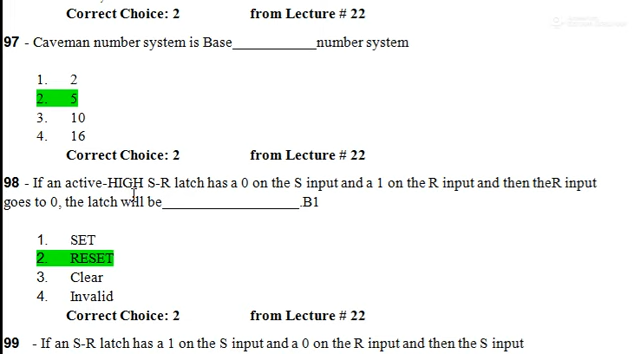 Correct Choice: 2 from Lecture # 22
97 - Caveman number system is Base____________number system
1. 2
2. 5
3. 10
4. 16
Correct Choice: 2 from Lecture # 22
98 - If an active-HIGH S-R latch has a 0 on the S input and a 1 on the R input and then theR input
goes to 0, the latch will be____________________.B1
1. SET
2. RESET
3. Clear
4. Invalid
Correct Choice: 2 from Lecture # 22
99 - If an S-R latch has a 1 on the S input and a 0 on the R input and then the S input